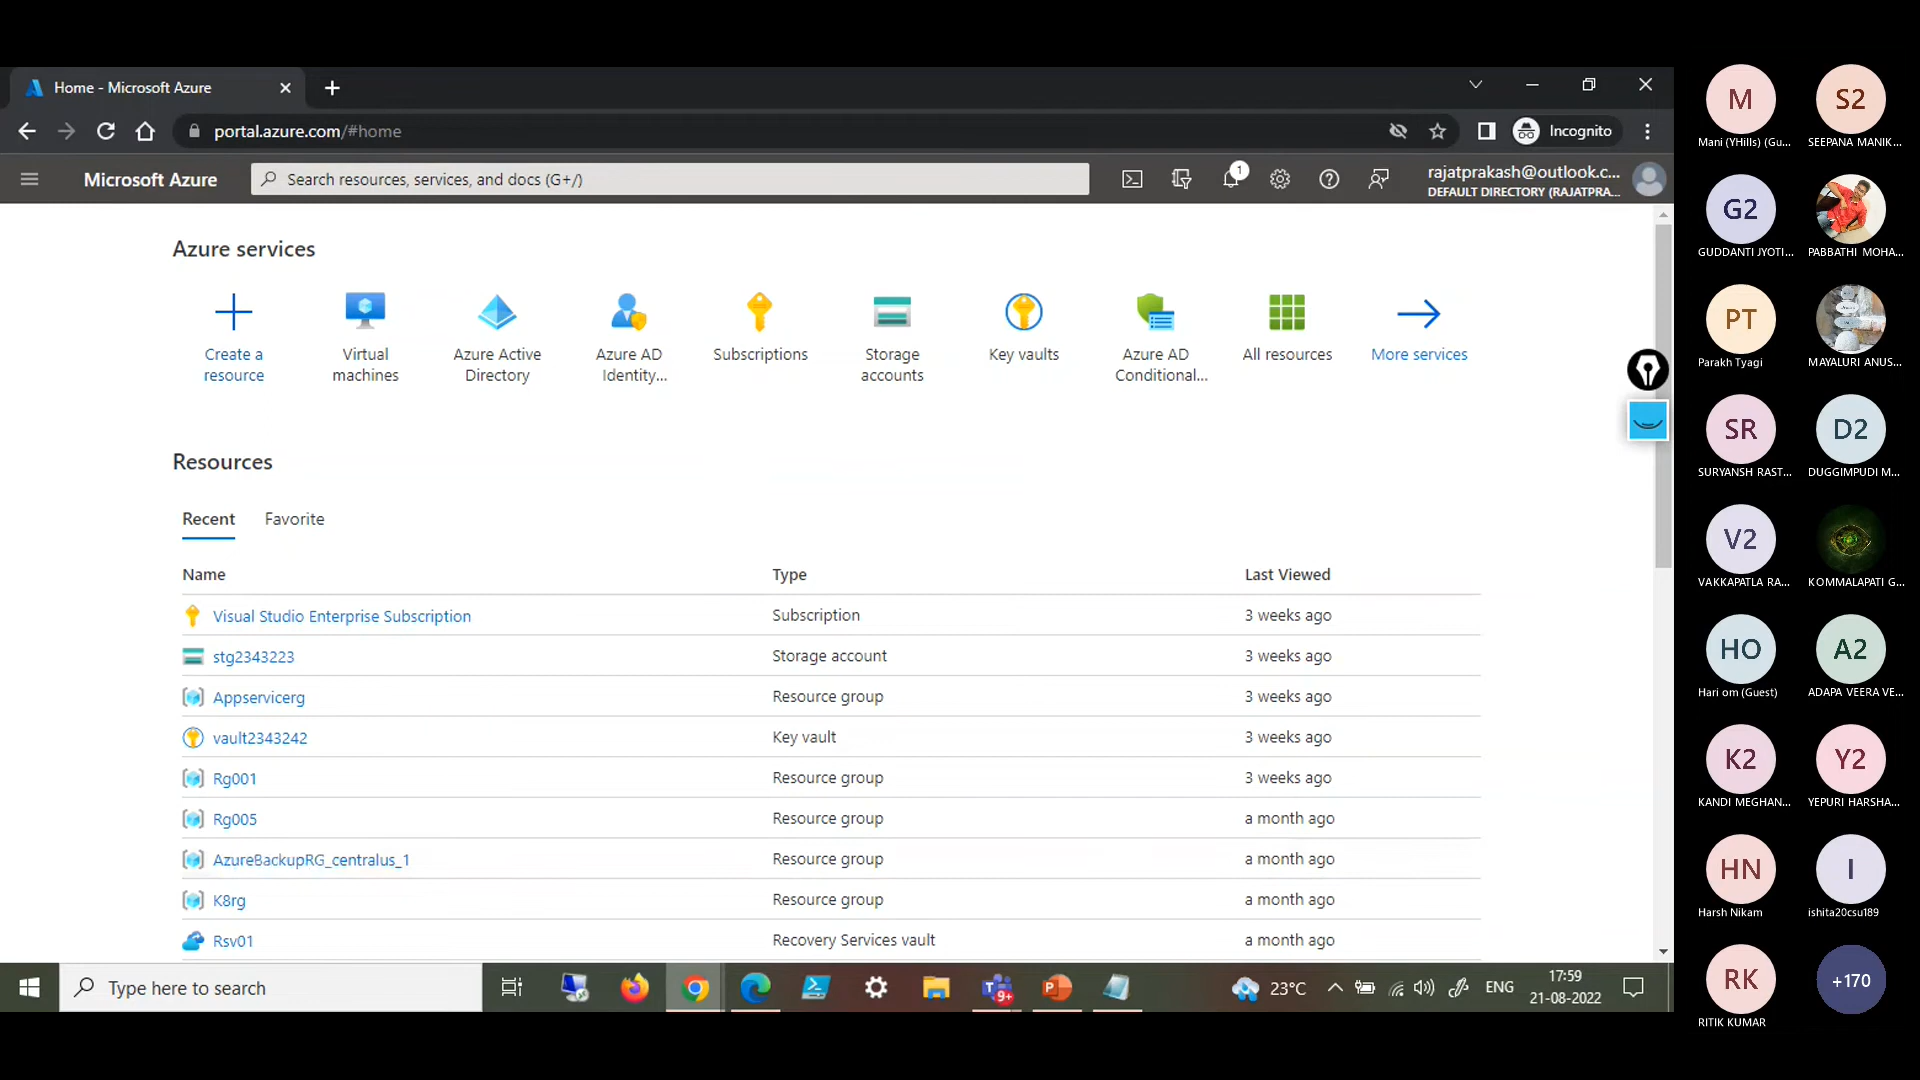 Home - Microsoft Azure
portal.azure.com/#home
Incognito
Microsoft Azure
Search resources, services, and docs (G+/)
1
rajatprakash@outlook.c...
DEFAULT DIRECTORY (RAJATPRA...
Azure services
Create a resource
Virtual machines
Azure Active Directory
Azure AD Identity...
Subscriptions
Storage accounts
Key vaults
Azure AD Conditional...
All resources
More services
Resources
Recent Favorite
Name Type Last Viewed
Visual Studio Enterprise Subscription Subscription 3 weeks ago
stg2343223 Storage account 3 weeks ago
Appservicerg Resource group 3 weeks ago
vault2343242 Key vault 3 weeks ago
Rg001 Resource group 3 weeks ago
Rg005 Resource group a month ago
AzureBackupRG_centralus_1 Resource group a month ago
K8rg Resource group a month ago
Rsv01 Recovery Services vault a month ago
Type here to search
9+
23°C
ENG
17:59
21-08-2022
M S2
Mani (YHills) (Gu... SEEPANA MANIK...
G2
GUDDANTI JYOTI... PABBATHI MOHA...
PT
Parakh Tyagi MAYALURI ANUS...
SR D2
SURYANSH RAST... DUGGIMPUDI M...
V2
VAKKAPATLA RA... KOMMALAPATI G...
HO A2
Hari om (Guest) ADAPA VEERA VE...
K2 Y2
KANDI MEGHAN... YEPURI HARSHA...
HN I
Harsh Nikam ishita20csu189
RK +170
RITIK KUMAR